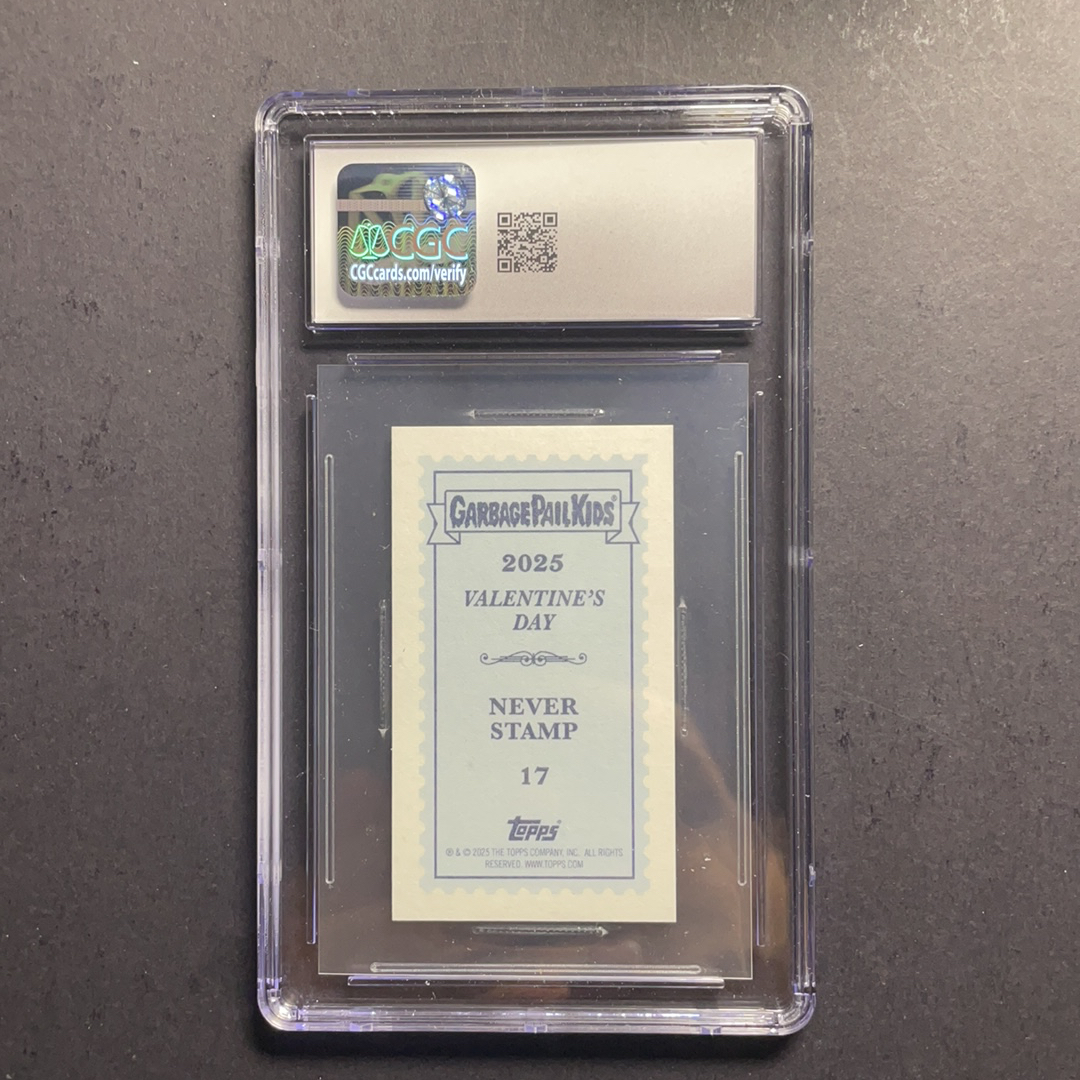 CGC
CGCcards.com/verify
GARBAGE PAIL KIDS®
2025
VALENTINE'S
DAY
NEVER
STAMP
17
topps®
® & © 2025 THE TOPPS COMPANY, INC. ALL RIGHTS
RESERVED. WWW.TOPPS.COM